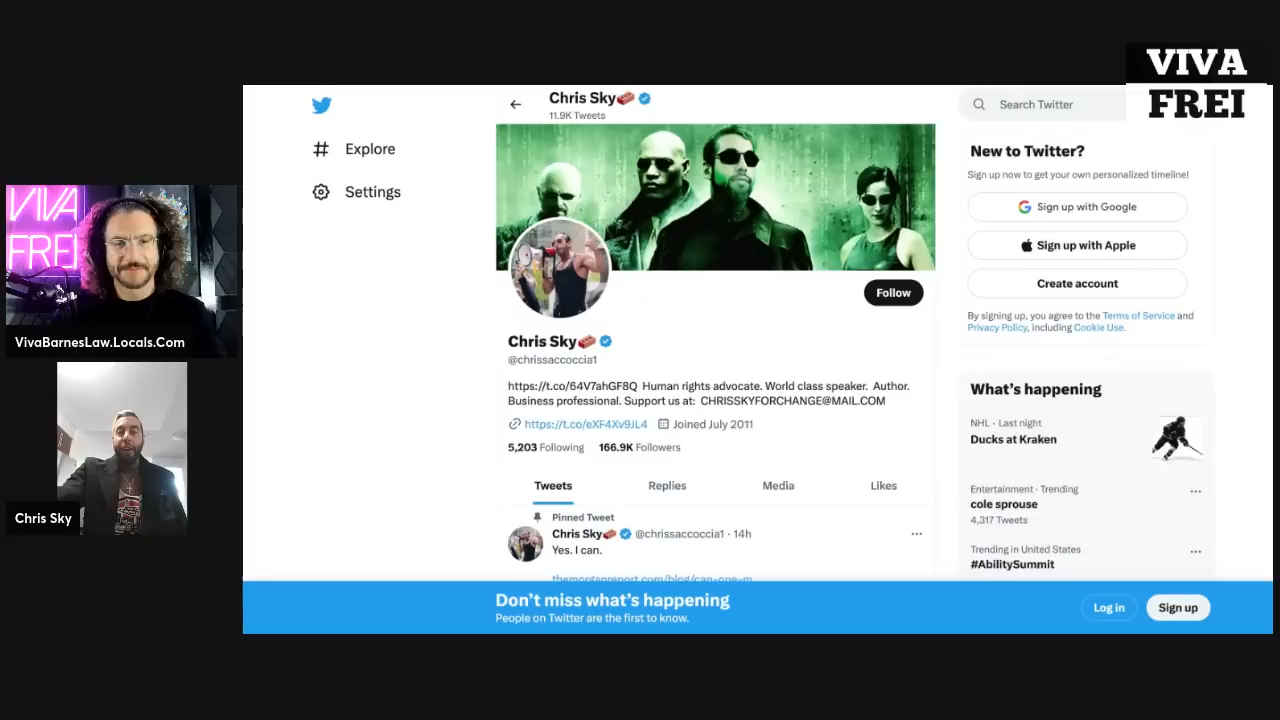 VIVA
FREI
VIVA
FREI
VivaBarnesLaw.Locals.Com
Chris Sky
Chris Sky
11.9K Tweets
Explore
Settings
Follow
Chris Sky
@chrissaccoccia1
https://t.co/64V7ahGF8Q Human rights advocate. World class speaker. Author.
Business professional. Support us at: CHRISSKYFORCHANGE@MAIL.COM
https://t.co/eXF4Xv9JL4 Joined July 2011
5,203 Following 166.9K Followers
Tweets Replies Media Likes
Pinned Tweet
Chris Sky @chrissaccoccia1 · 14h
Yes. I can.
themorganreport.com/blog/can-one-m
Search Twitter
New to Twitter?
Sign up now to get your own personalized timeline!
Sign up with Google
Sign up with Apple
Create account
By signing up, you agree to the Terms of Service and
Privacy Policy, including Cookie Use.
What's happening
NHL · Last night
Ducks at Kraken
Entertainment · Trending
cole sprouse
4,317 Tweets
Trending in United States
#AbilitySummit
Don't miss what's happening
People on Twitter are the first to know.
Log in
Sign up